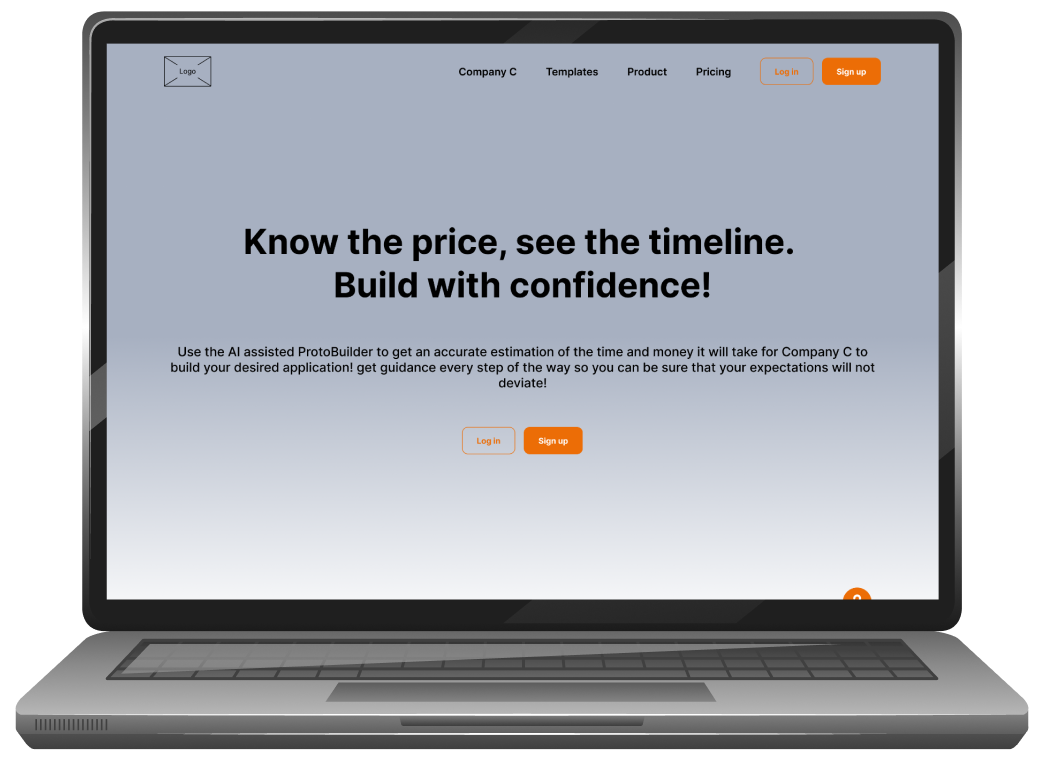 Logo
Company C
Templates
Product
Pricing
Log in
Sign up
Know the price, see the timeline.
Build with confidence!
Use the AI assisted ProtoBuilder to get an accurate estimation of the time and money it will take for Company C to
build your desired application! get guidance every step of the way so you can be sure that your expectations will not
deviate!
Log in
Sign up